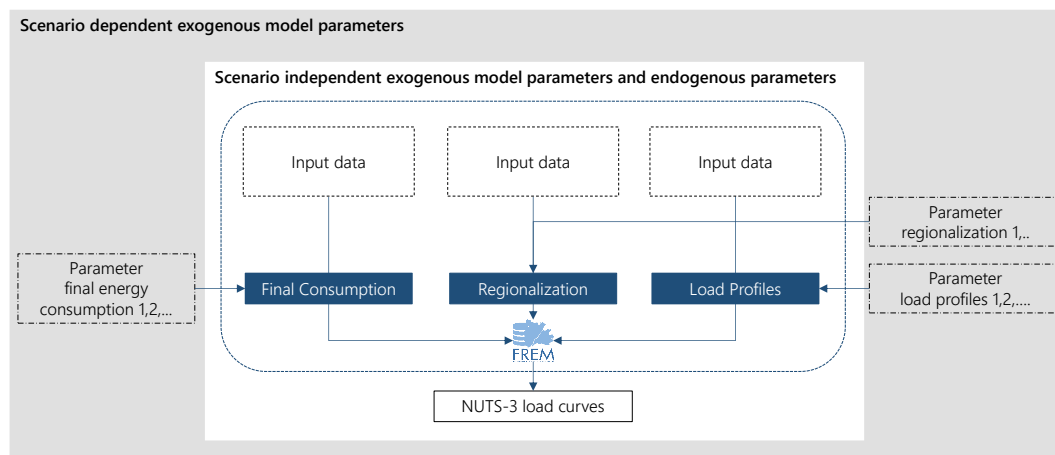 Scenario dependent exogenous model parameters
Scenario independent exogenous model parameters and endogenous parameters
Input data
Input data
Input data
Parameter
regionalization 1,..
Parameter
final energy
consumption 1,2,...
Final Consumption
Regionalization
Load Profiles
Parameter
load profiles 1,2,....
FREM
NUTS-3 load curves